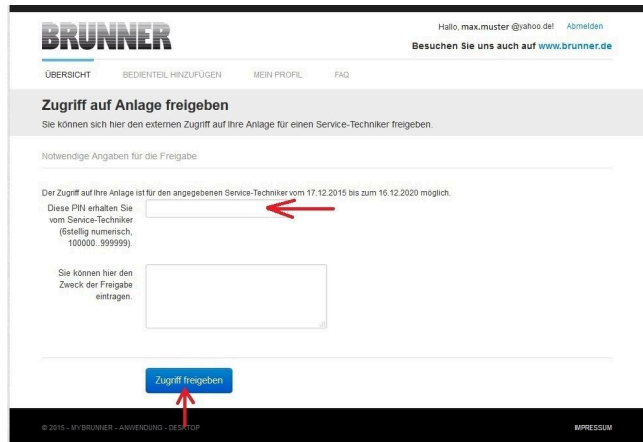 BRUNNER
Hallo, max.muster @yahoo.de! Abmelden
Besuchen Sie uns auch auf www.brunner.de
ÜBERSICHT BEDIENTEIL HINZUFÜGEN MEIN PROFIL FAQ
Zugriff auf Anlage freigeben
Sie können sich hier den externen Zugriff auf Ihre Anlage für einen Service-Techniker freigeben.
Notwendige Angaben für die Freigabe
Der Zugriff auf Ihre Anlage ist für den angegebenen Service-Techniker vom 17.12.2015 bis zum 16.12.2020 möglich.
Diese PIN erhalten Sie
vom Service-Techniker
(6stellig numerisch,
100000..999999).
Sie können hier den
Zweck der Freigabe
eintragen.
Zugriff freigeben
© 2015 - MYBRUNNER - ANWENDUNG - DESKTOP IMPRESSUM